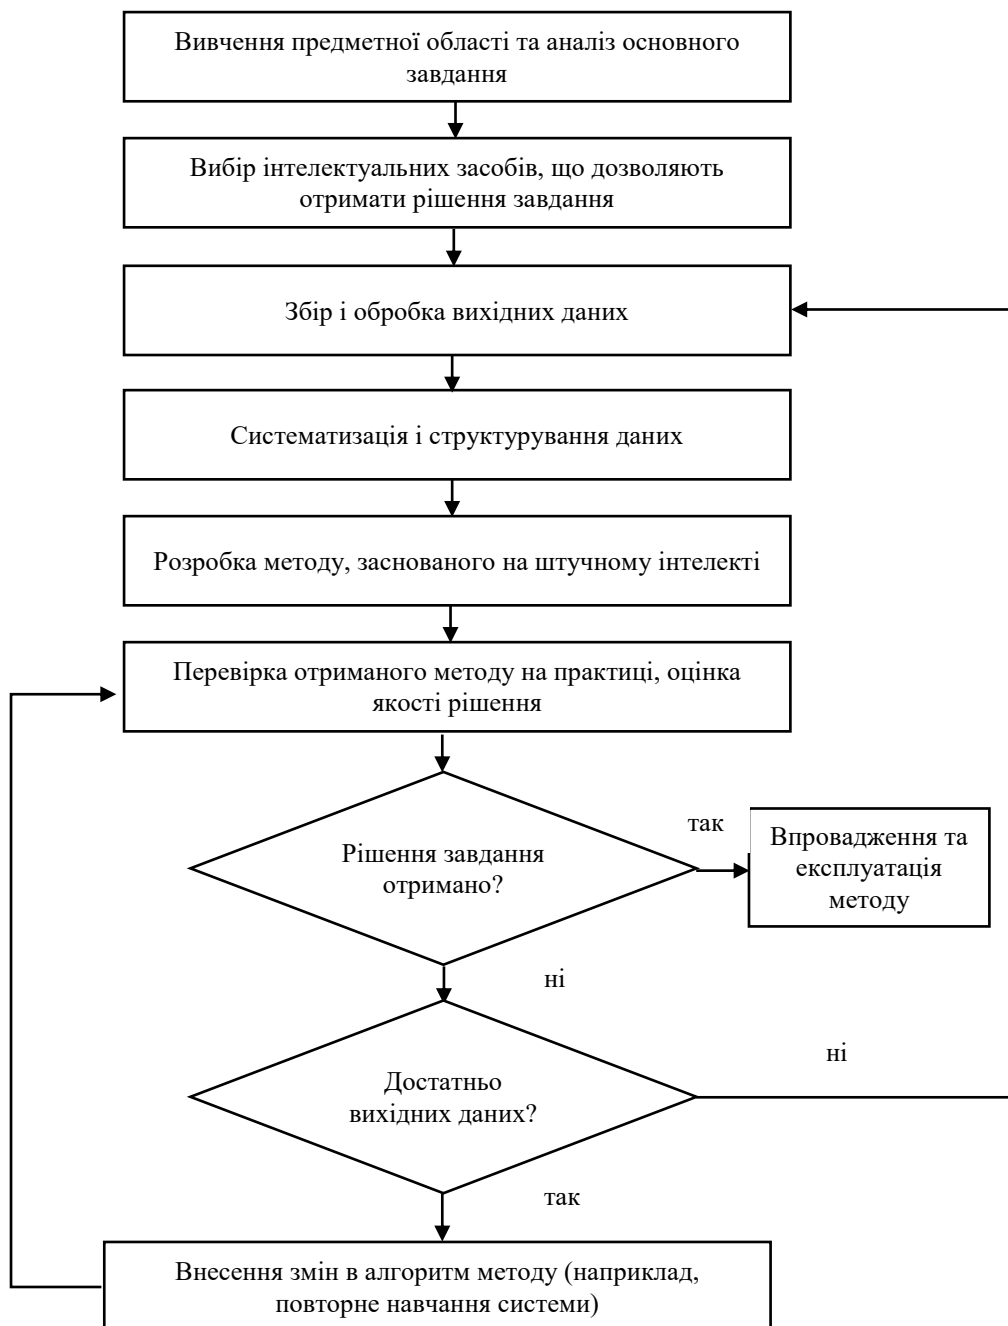 Вивчення предметної області та аналіз основного
завдання
Вибір інтелектуальних засобів, що дозволяють
отримати рішення завдання
Збір і обробка вихідних даних
Систематизація і структурування даних
Розробка методу, заснованого на штучному інтелекті
Перевірка отриманого методу на практиці, оцінка
якості рішення
Рішення завдання
отримано?
так
Впровадження та
експлуатація
методу
ні
Достатньо
вихідних даних?
ні
так
Внесення змін в алгоритм методу (наприклад,
повторне навчання системи)